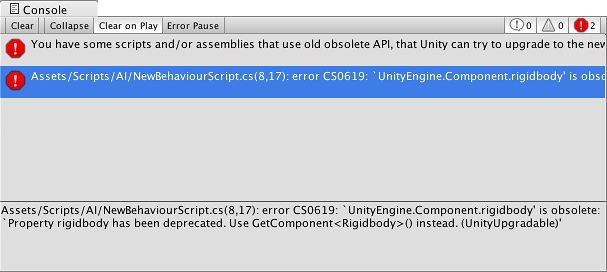 Console
Clear Collapse Clear on Play Error Pause 0 0 2
You have some scripts and/or assemblies that use old obsolete API, that Unity can try to upgrade to the new
Assets/Scripts/AI/NewBehaviourScript.cs(8,17): error CS0619: `UnityEngine.Component.rigidbody' is obso
Assets/Scripts/AI/NewBehaviourScript.cs(8,17): error CS0619: `UnityEngine.Component.rigidbody' is obsolete:
`Property rigidbody has been deprecated. Use GetComponent<Rigidbody>() instead. (UnityUpgradable)'